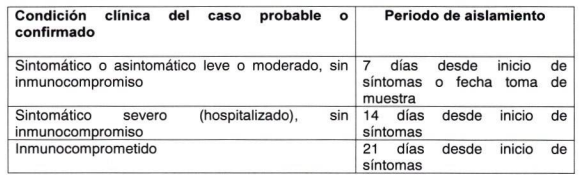 Condición clínica del caso probable o
confirmado
Periodo de aislamiento
Sintomático o asintomático leve o moderado, sin
inmunocompromiso
7 días desde inicio de
síntomas o fecha toma de
muestra
Sintomático severo (hospitalizado), sin
inmunocompromiso
14 días desde inicio de
síntomas
Inmunocomprometido
21 días desde inicio de
síntomas